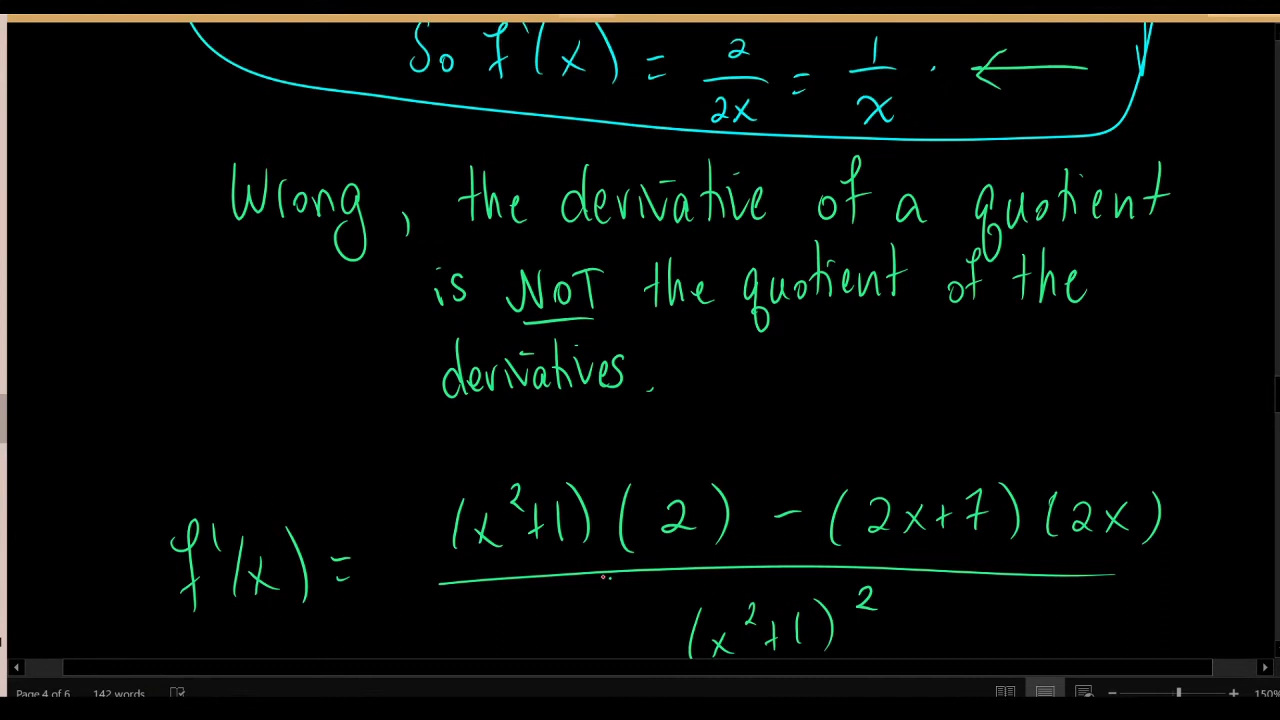 So f'(x) = 2/2x = 1/x .
Wrong, the derivative of a quotient
is NOT the quotient of the
derivatives.
f'(x) = (x²+1)(2) - (2x+7)(2x)
(x²+1)²
Page 4 of 6 142 words 150%